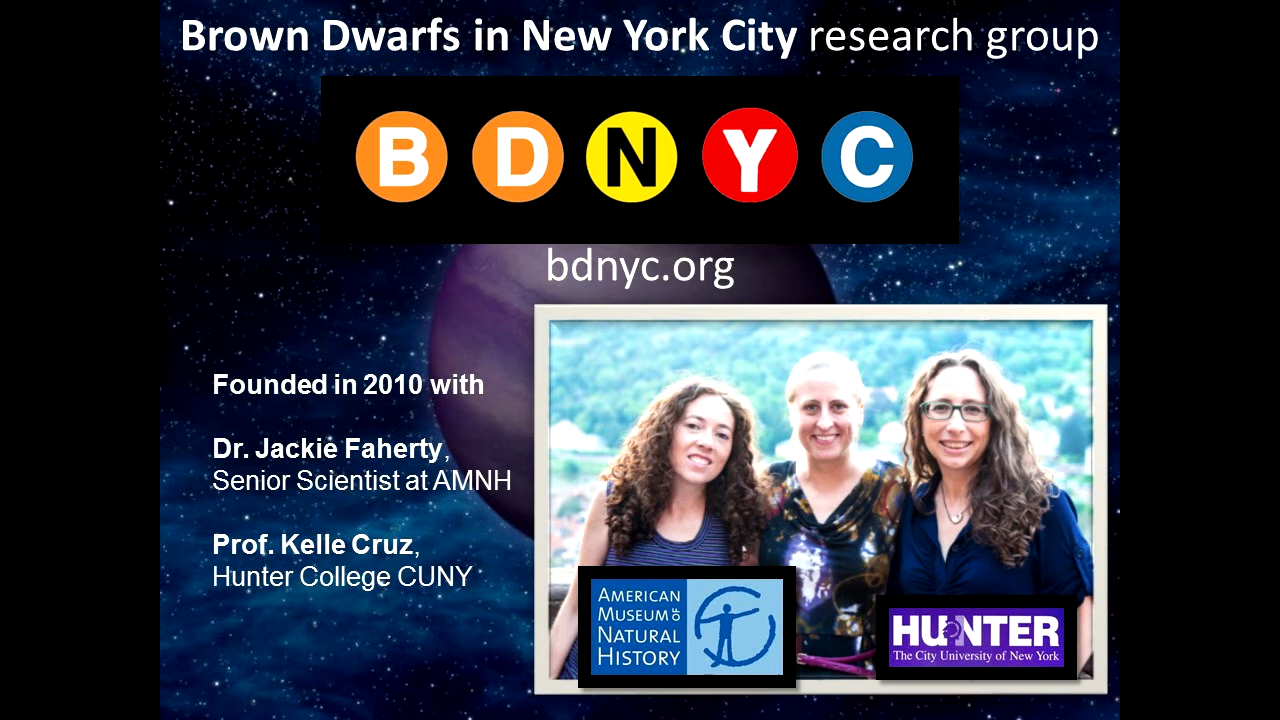 Brown Dwarfs in New York City research group
B D N Y C
bdnyc.org
Founded in 2010 with
Dr. Jackie Faherty,
Senior Scientist at AMNH
Prof. Kelle Cruz,
Hunter College CUNY
AMERICAN
MUSEUM OF
NATURAL
HISTORY
HUNTER
The City University of New York